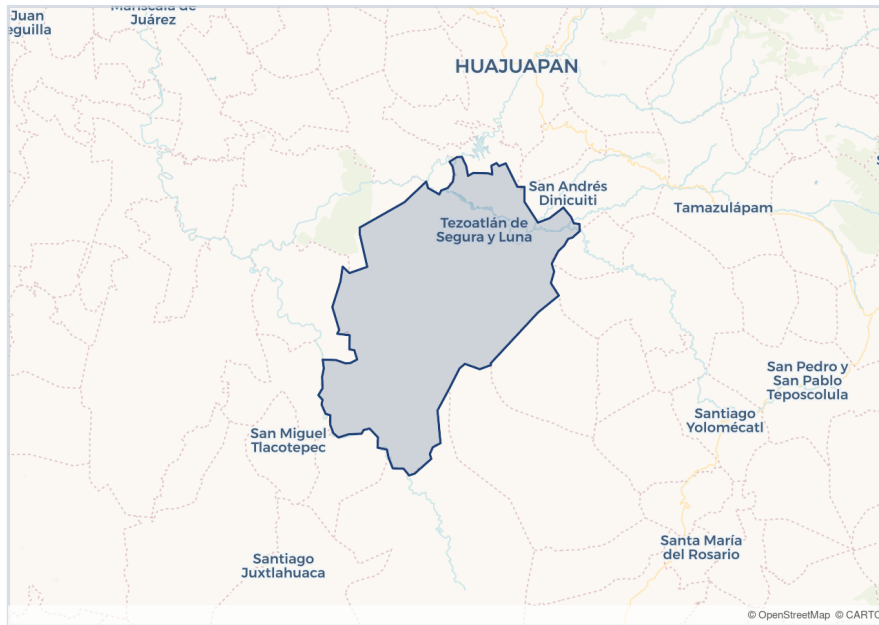 Juan
Mariscala de
Juárez
HUAJUAPAN
San Andrés
Dinicuiti
Tamazulápam
Tezoatlán de
Segura y Luna
San Pedro y
San Pablo
Teposcolula
Santiago
Yolomécatl
San Miguel
Tlacotepec
Santa María
del Rosario
Santiago
Juxtlahuaca
© OpenStreetMap © CARTO